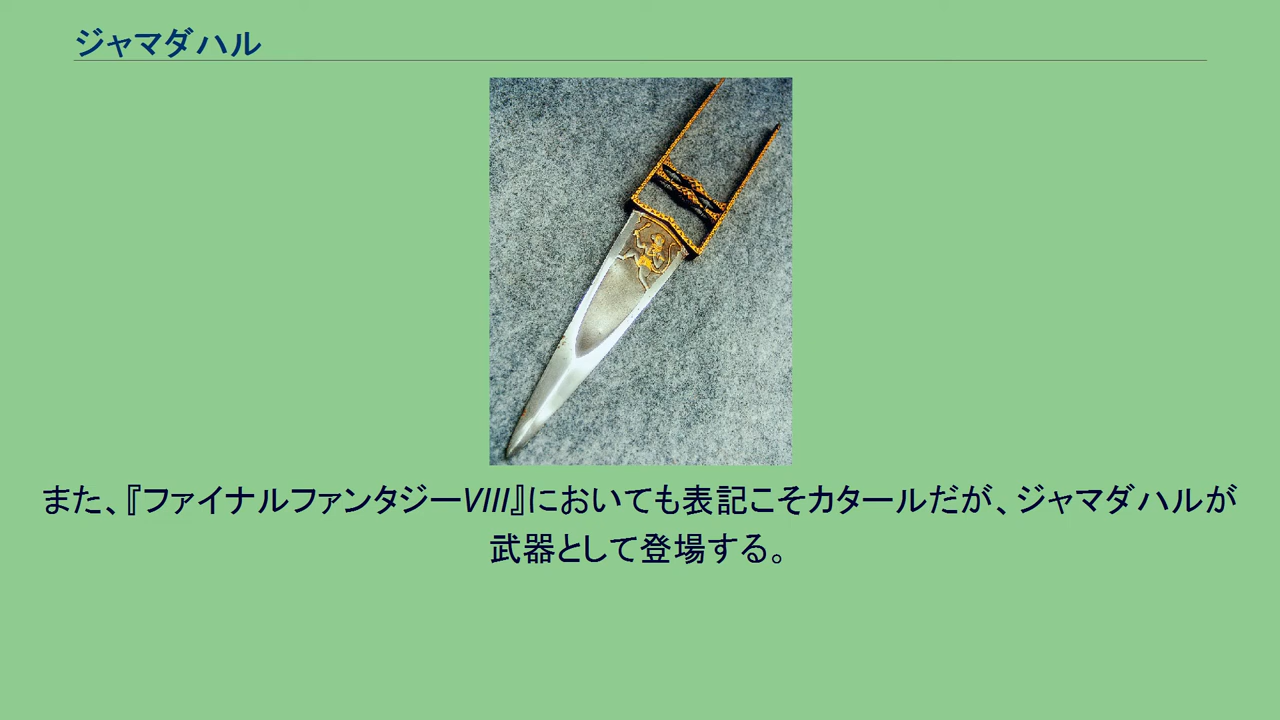 ジャマダハル
また、『ファイナルファンタジーVIII』においても表記こそカタールだが、ジャマダハルが
武器として登場する。